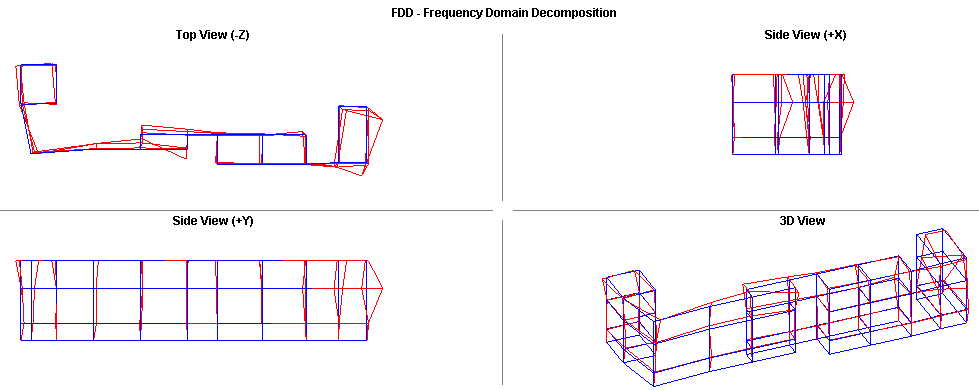 FDD - Frequency Domain Decomposition
Top View (-Z)
Side View (+X)
Side View (+Y)
3D View